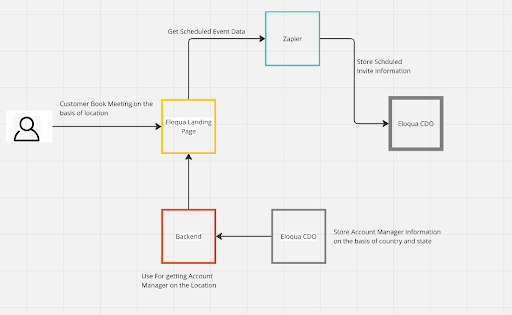 Get Scheduled Event Data
Zapier
Store Scheduled
Invite Information
Customer Book Meeting on the
basis of location
Eloqua Landing
Page
Eloqua CDO
Backend
Eloqua CDO
Store Account Manager Information
on the basis of country and state
Use For getting Account
Manager on the Location